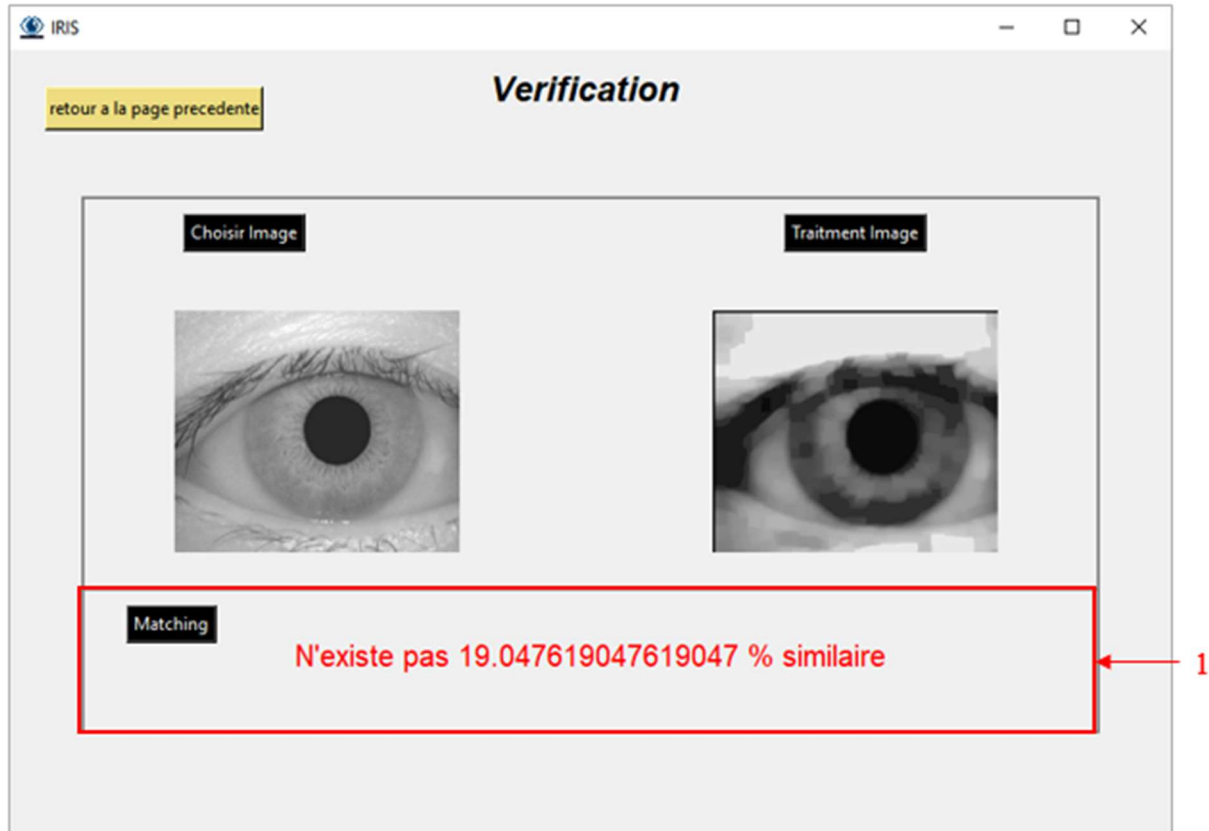 IRIS
Verification
retour a la page precedente
Choisir Image
Traitment Image
Matching
N'existe pas 19.047619047619047 % similaire
1